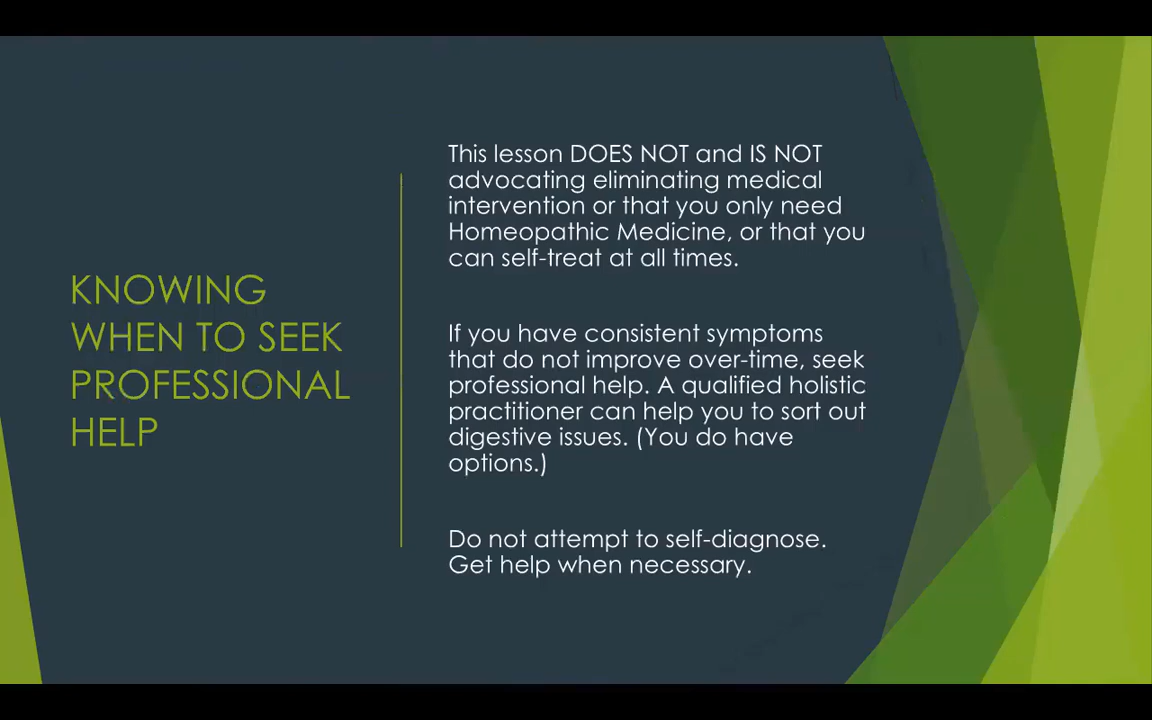 KNOWING
WHEN TO SEEK
PROFESSIONAL
HELP
This lesson DOES NOT and IS NOT
advocating eliminating medical
intervention or that you only need
Homeopathic Medicine, or that you
can self-treat at all times.
If you have consistent symptoms
that do not improve over-time, seek
professional help. A qualified holistic
practitioner can help you to sort out
digestive issues. (You do have
options.)
Do not attempt to self-diagnose.
Get help when necessary.